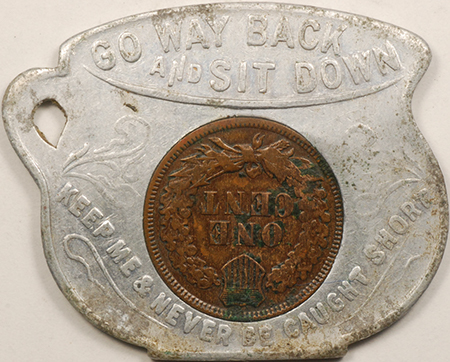 GO WAY BACK
AND SIT DOWN
ONE
CENT
KEEP ME & NEVER BE CAUGHT SHORT